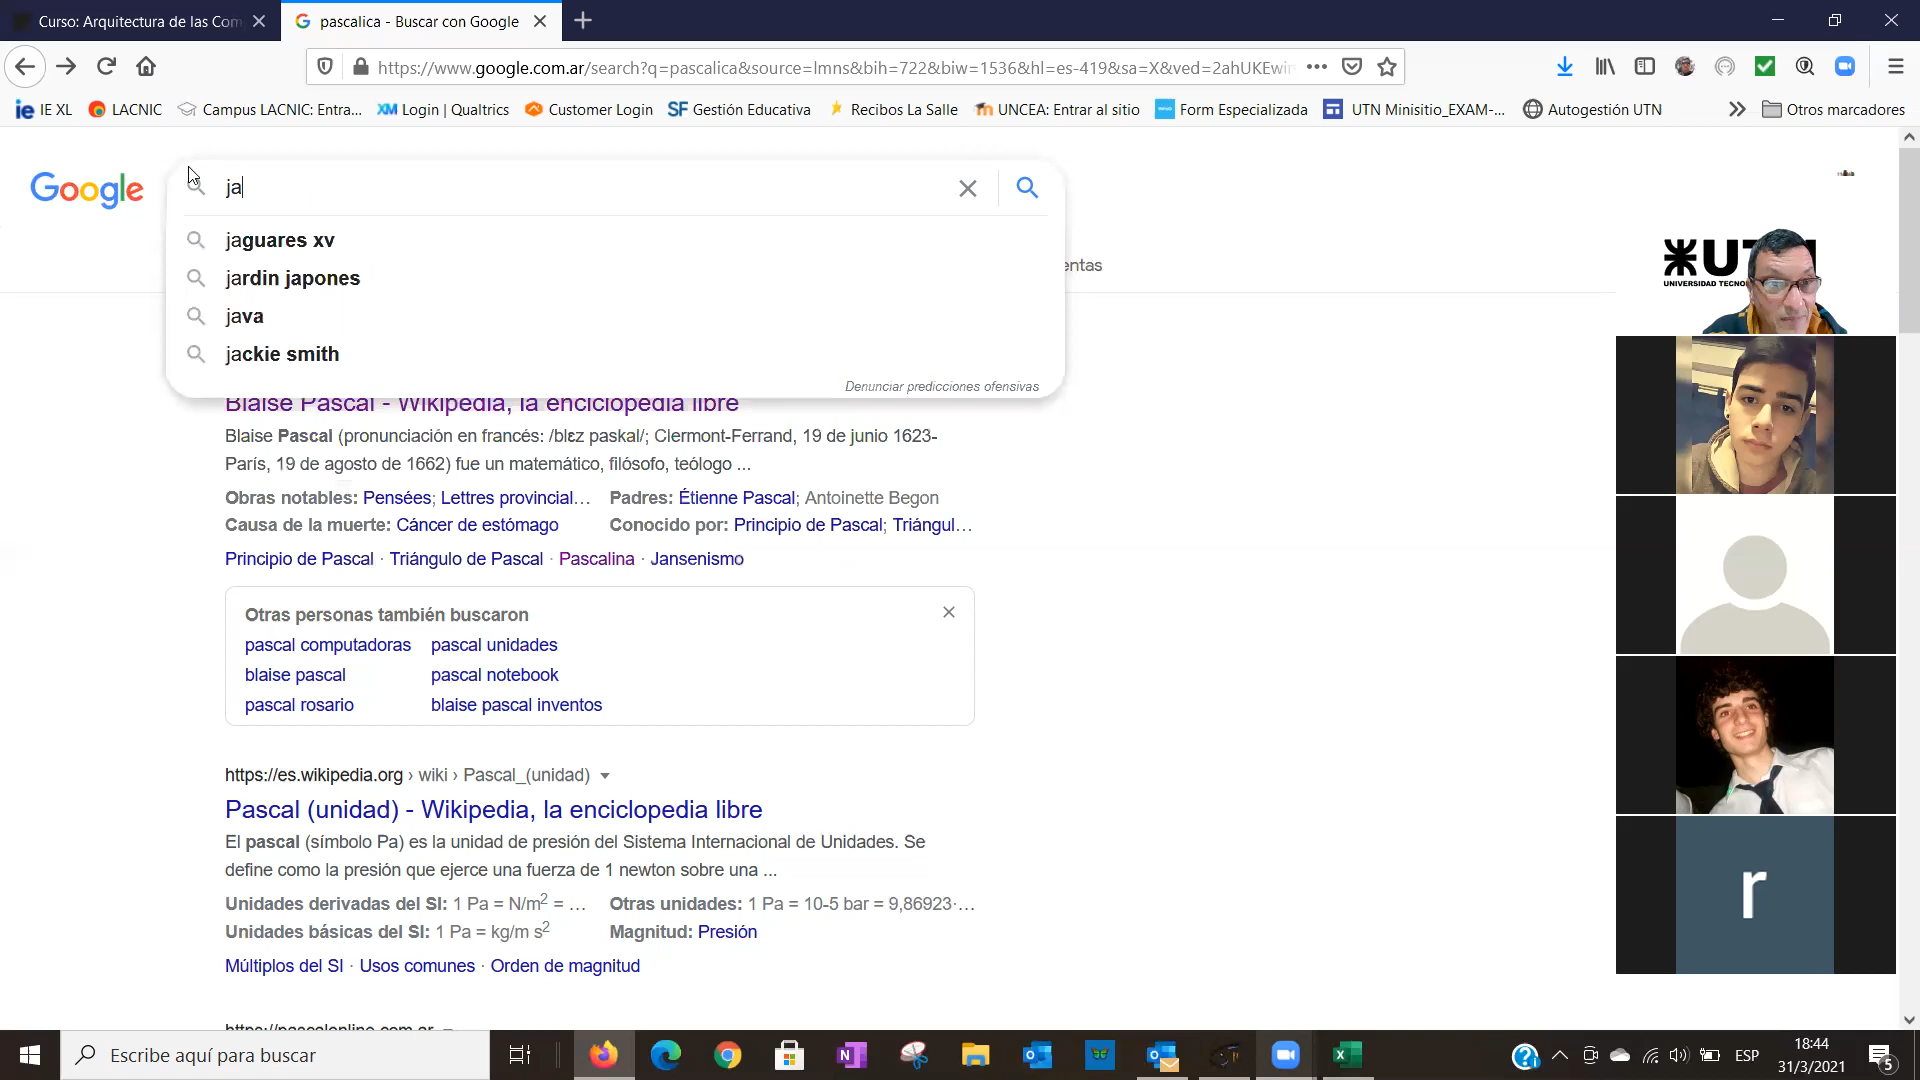 Curso: Arquitectura de las Com
pascalica - Buscar con Google
https://www.google.com.ar/search?q=pascalica&source=lmns&bih=722&biw=1536&hl=es-419&sa=X&ved=2ahUKEwi
IE XL
LACNIC
Campus LACNIC: Entra...
XM Login | Qualtrics
Customer Login
SF Gestión Educativa
Recibos La Salle
UNCEA: Entrar al sitio
Form Especializada
UTN Minisitio_EXAM-...
Autogestión UTN
Otros marcadores
Google
ja
jaguares xv
jardin japones
java
jackie smith
Denunciar predicciones ofensivas
entas
UNIVERSIDAD TECNO
Blaise Pascal - Wikipedia, la enciclopedia libre
Blaise Pascal (pronunciación en francés: /blɛz paskal/; Clermont-Ferrand, 19 de junio 1623-
París, 19 de agosto de 1662) fue un matemático, filósofo, teólogo ...
Obras notables: Pensées; Lettres provincial… Padres: Étienne Pascal; Antoinette Begon
Causa de la muerte: Cáncer de estómago Conocido por: Principio de Pascal; Triángul…
Principio de Pascal · Triángulo de Pascal · Pascalina · Jansenismo
Otras personas también buscaron
pascal computadoras pascal unidades
blaise pascal pascal notebook
pascal rosario blaise pascal inventos
https://es.wikipedia.org › wiki › Pascal_(unidad)
Pascal (unidad) - Wikipedia, la enciclopedia libre
El pascal (símbolo Pa) es la unidad de presión del Sistema Internacional de Unidades. Se
define como la presión que ejerce una fuerza de 1 newton sobre una ...
Unidades derivadas del SI: 1 Pa = N/m2 = … Otras unidades: 1 Pa = 10-5 bar = 9,86923·…
Unidades básicas del SI: 1 Pa = kg/m s2 Magnitud: Presión
Múltiplos del SI · Usos comunes · Orden de magnitud
https://pascalonline.com.ar
r
Escribe aquí para buscar
ESP
18:44
31/3/2021
5